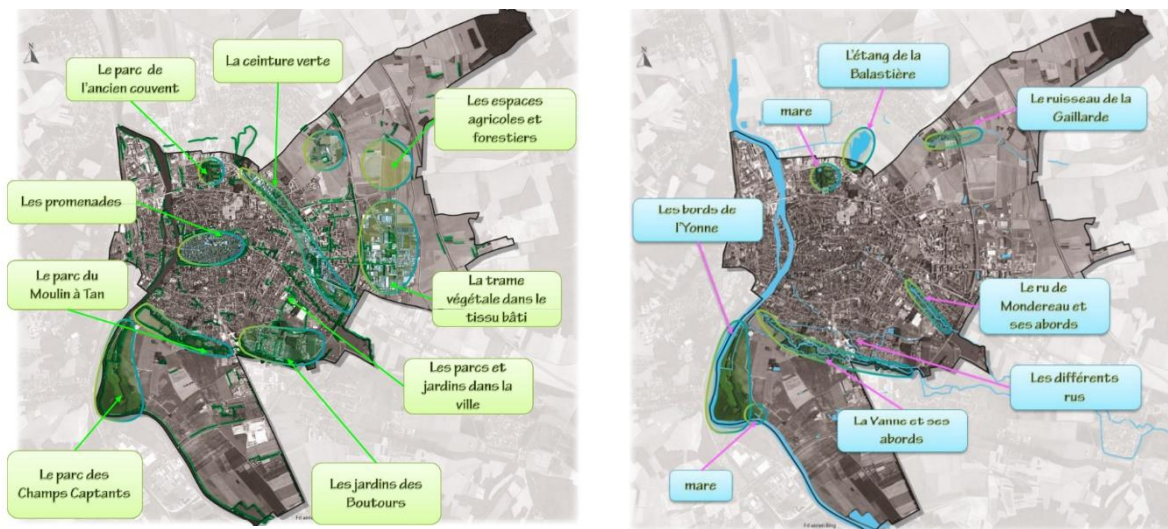 Le parc de
l'ancien couvent
La ceinture verte
Les espaces
agricoles et
forestiers
Les promenades
Le parc du
Moulin à Tan
La trame
végétale dans le
tissu bâti
Les parcs et
jardins dans la
ville
Le parc des
Champs Captants
Les jardins des
Boutours
L'étang de la
Balastière
mare
Le ruisseau de la
Gaillarde
Les bords de
l'Yonne
Le ru de
Mondereau et
ses abords
Les différents
rus
La Vanne et ses
abords
mare